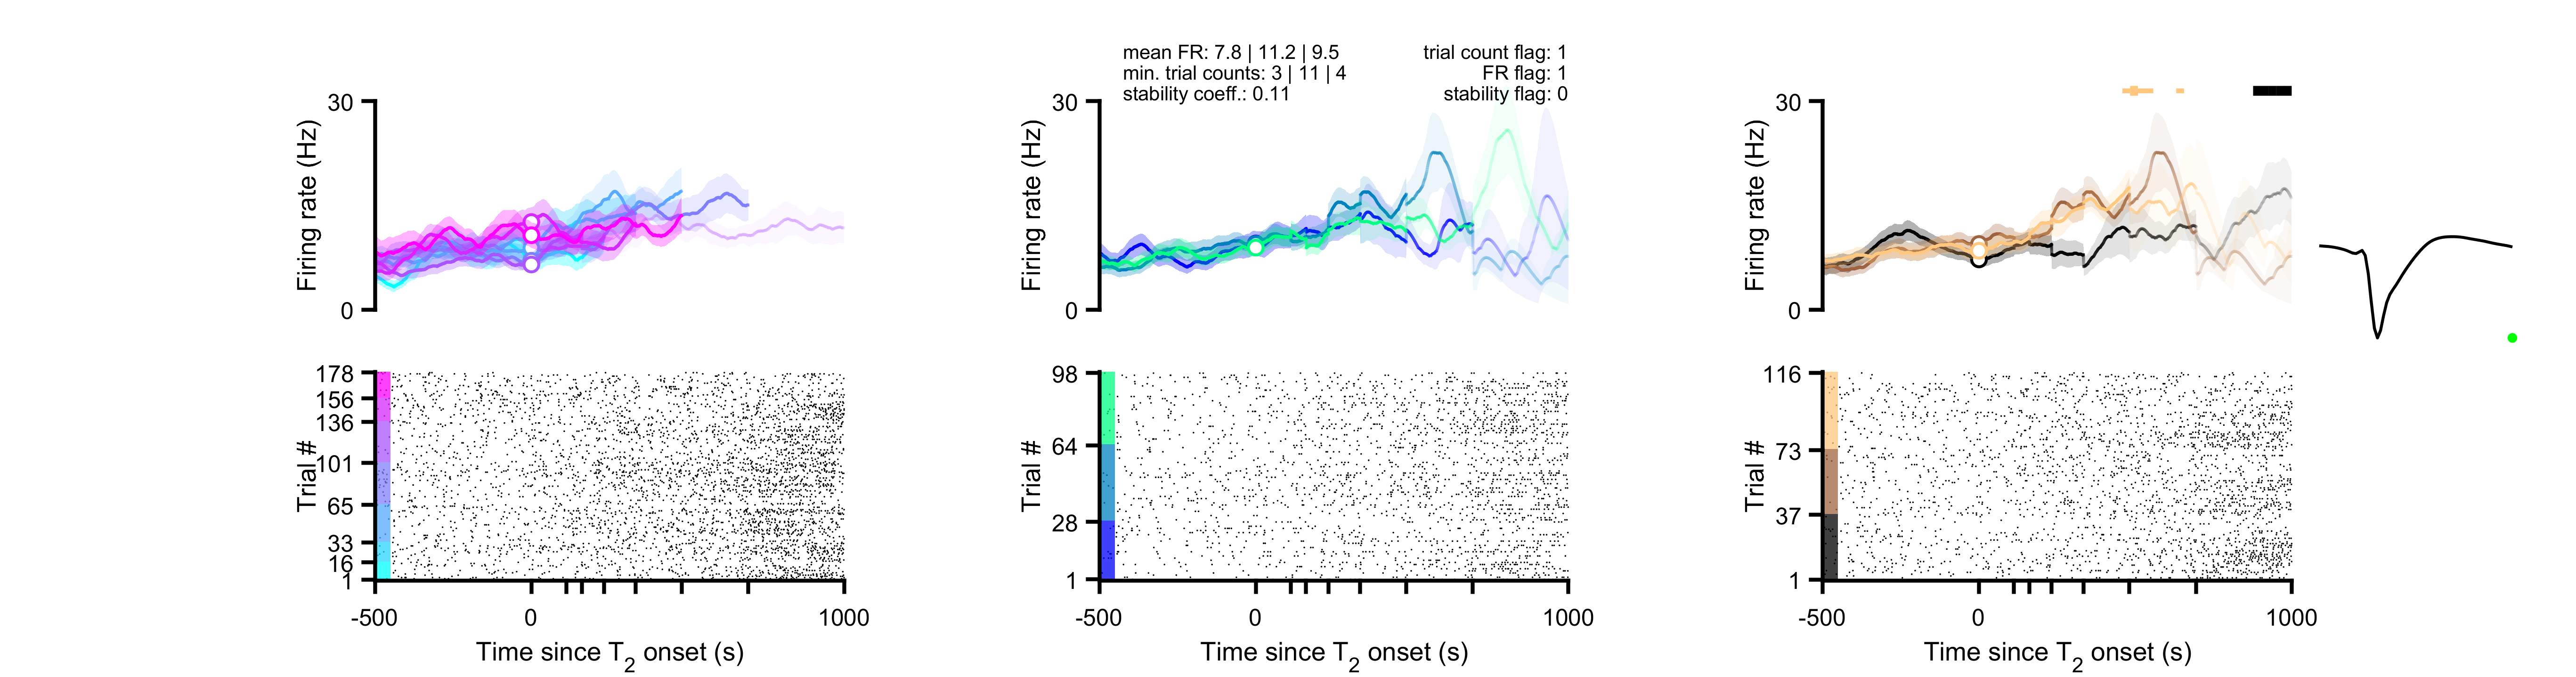 mean FR: 7.8 | 11.2 | 9.5
min. trial counts: 3 | 11 | 4
stability coeff.: 0.11
trial count flag: 1
FR flag: 1
stability flag: 0
30
Firing rate (Hz)
0
178
156
136
101
65
33
16
1
Trial #
-500
0
1000
Time since T2 onset (s)
30
Firing rate (Hz)
0
98
64
28
1
Trial #
-500
0
1000
Time since T2 onset (s)
30
Firing rate (Hz)
0
116
73
37
1
Trial #
-500
0
1000
Time since T2 onset (s)